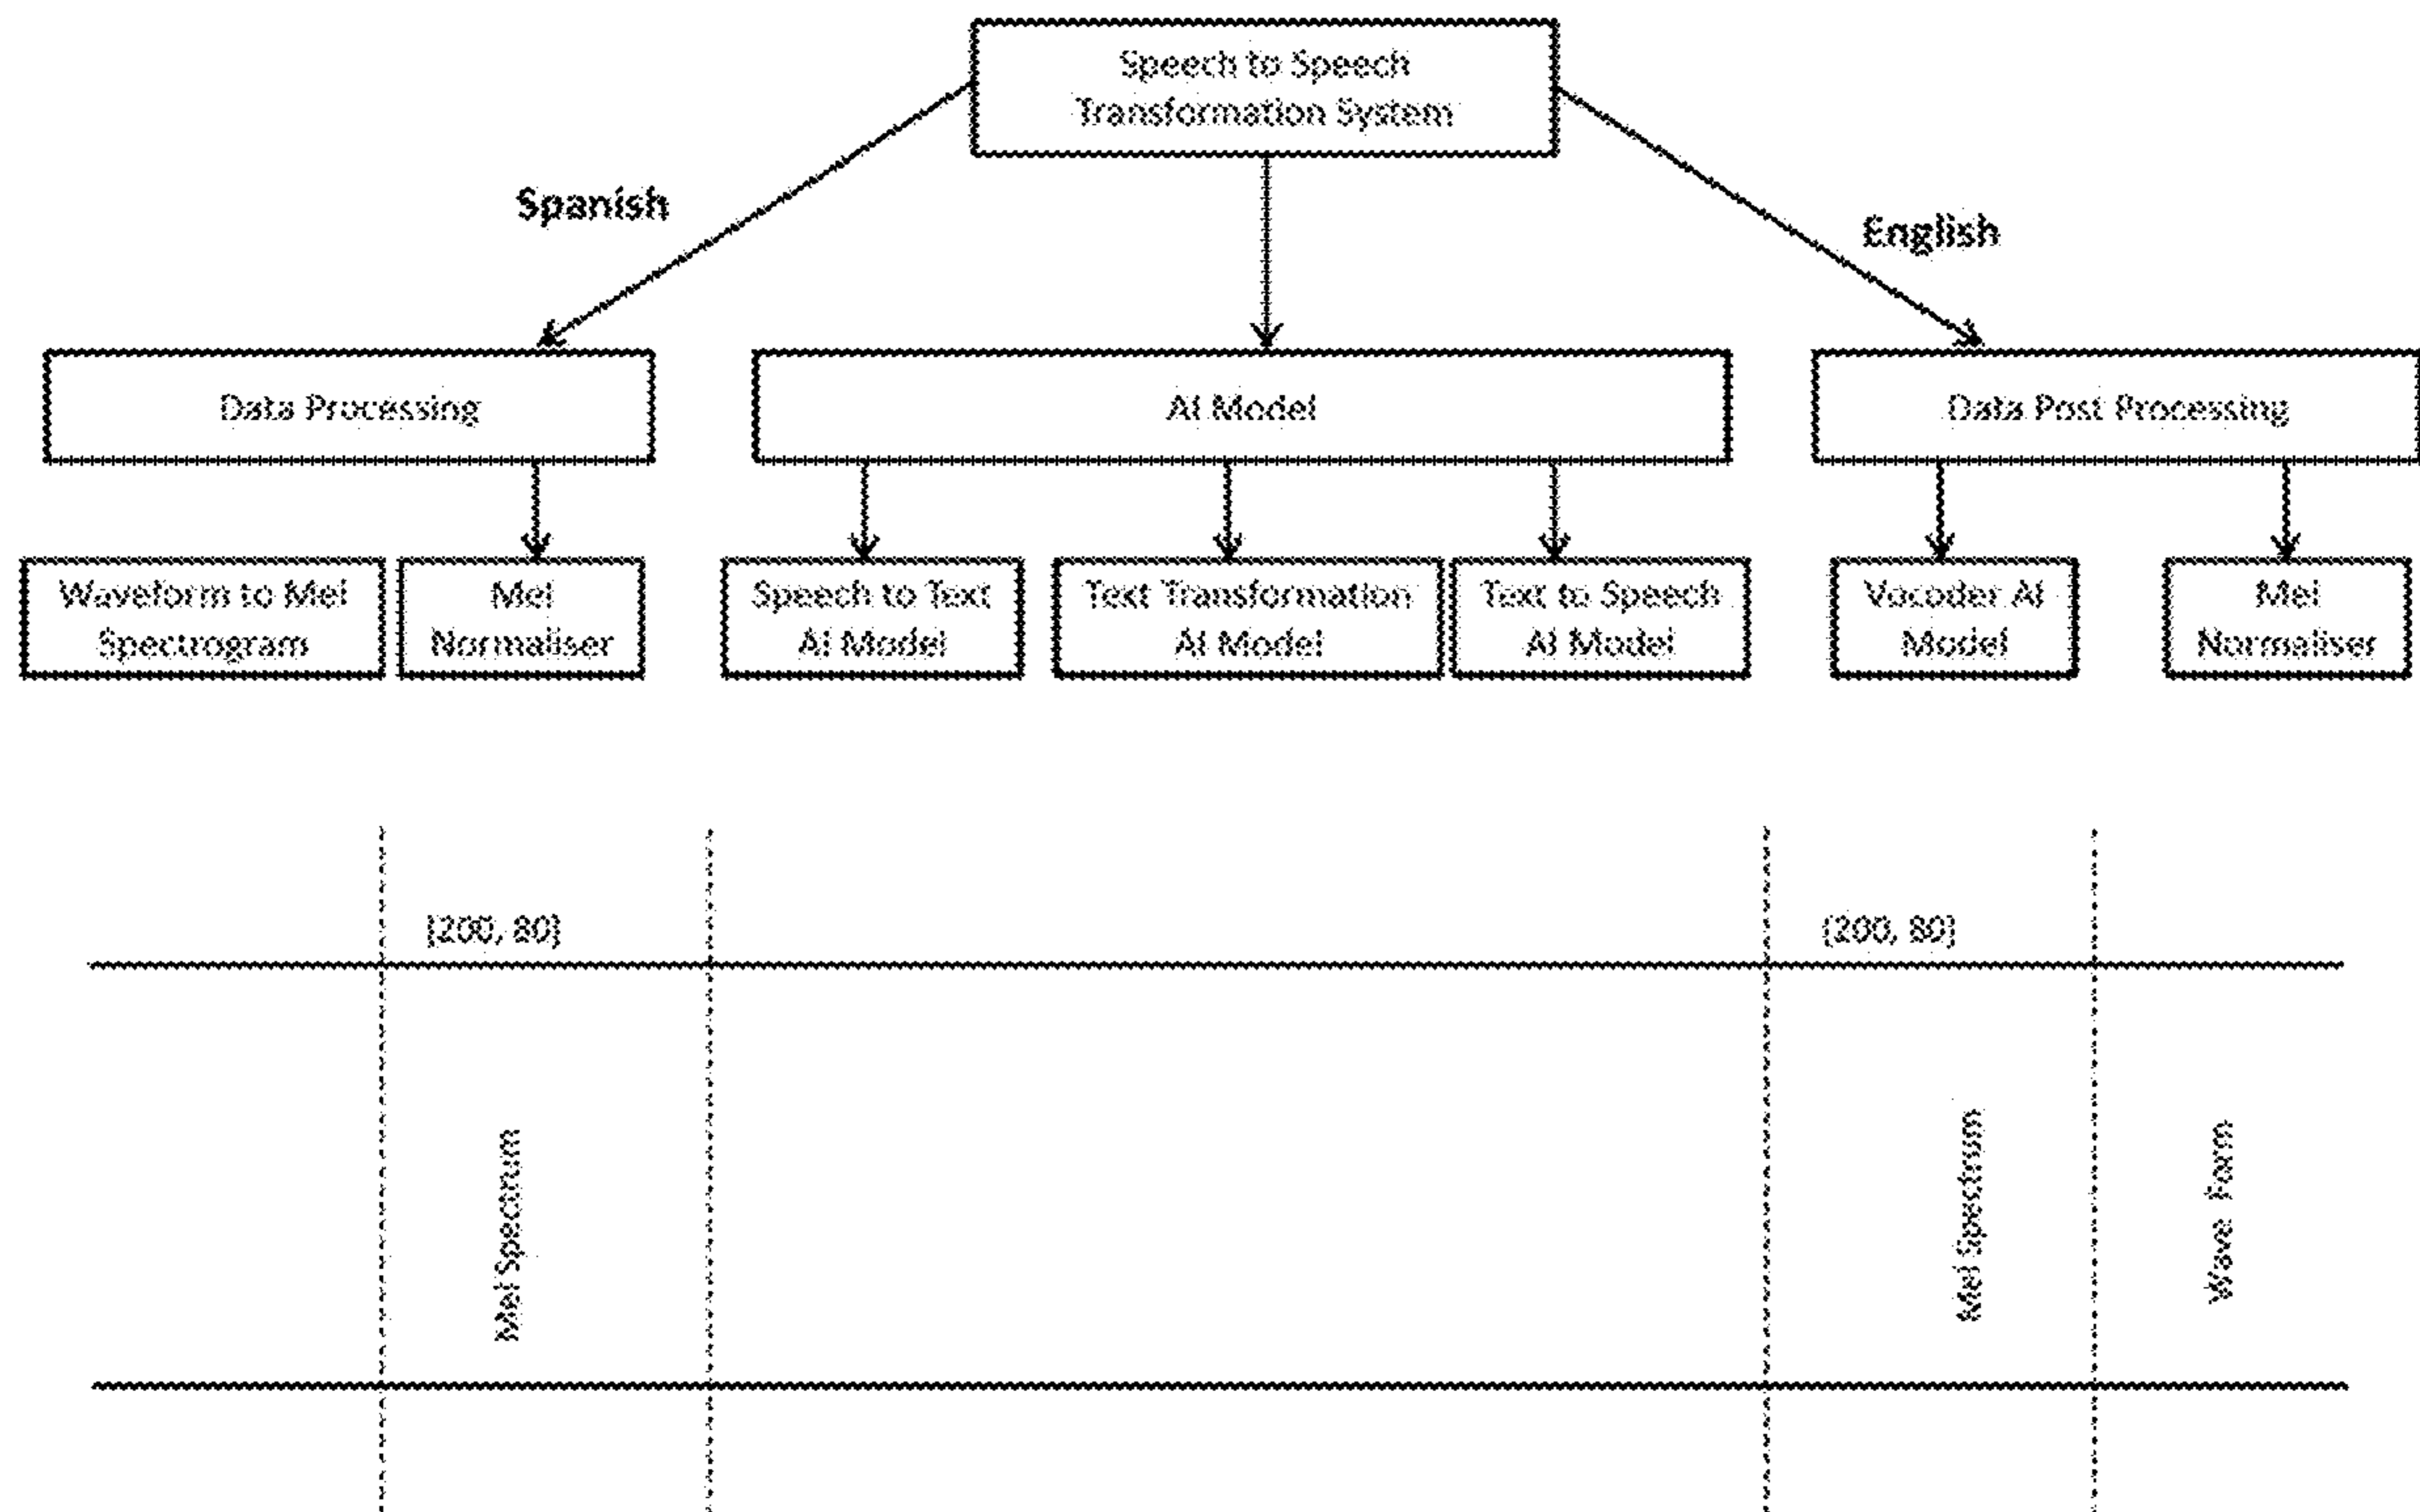 Speech to Speech
Transformation System
Spanish
English
Data Processing
AI Model
Data Post Processing
Waveform to Mel
Spectrogram
Mel
Normaliser
Speech to Text
AI Model
Text Transformation
AI Model
Text to Speech
AI Model
Vocoder AI
Model
Mel
Normaliser
[200, 80]
[200, 80]
Mel Spectrum
Mel Spectrum
Wave Form